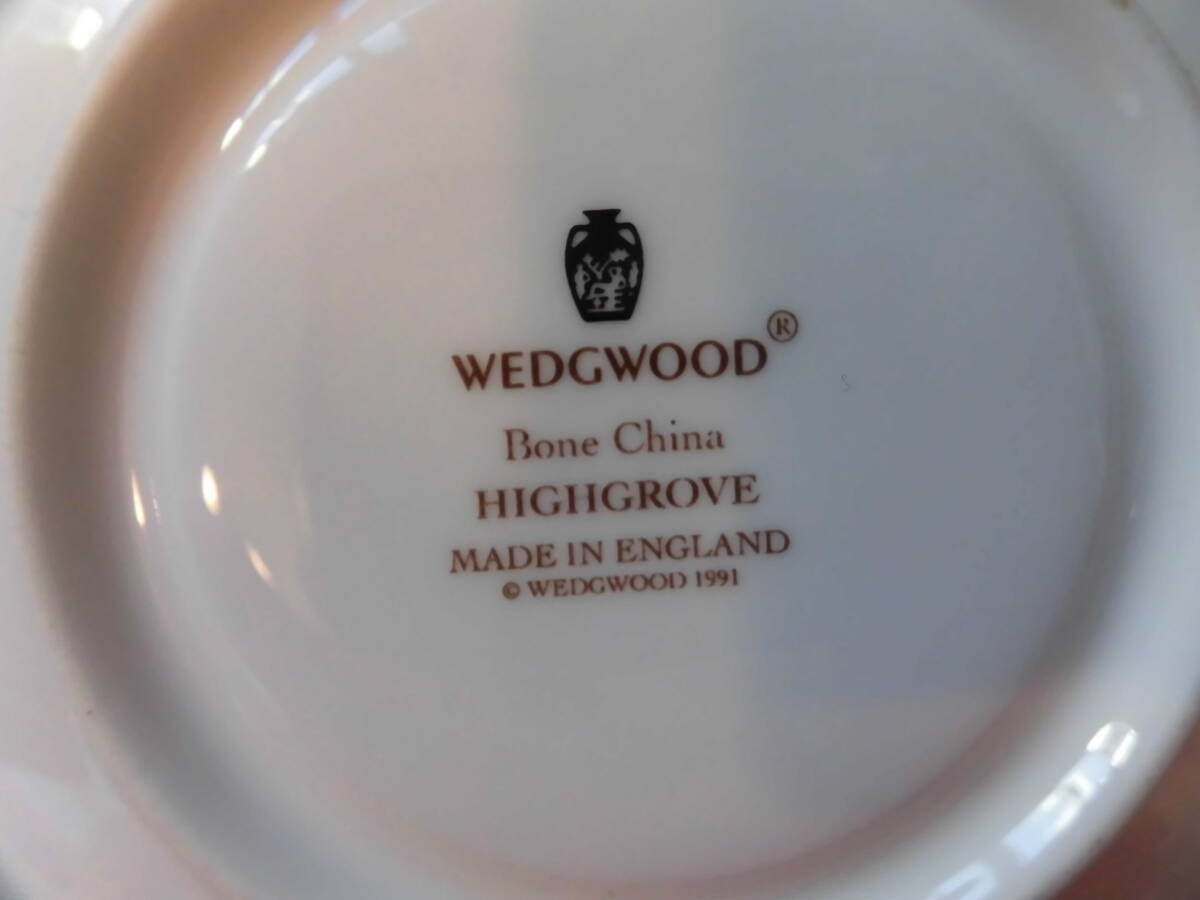 WEDGWOOD®
Bone China
HIGHGROVE
MADE IN ENGLAND
© WEDGWOOD 1991